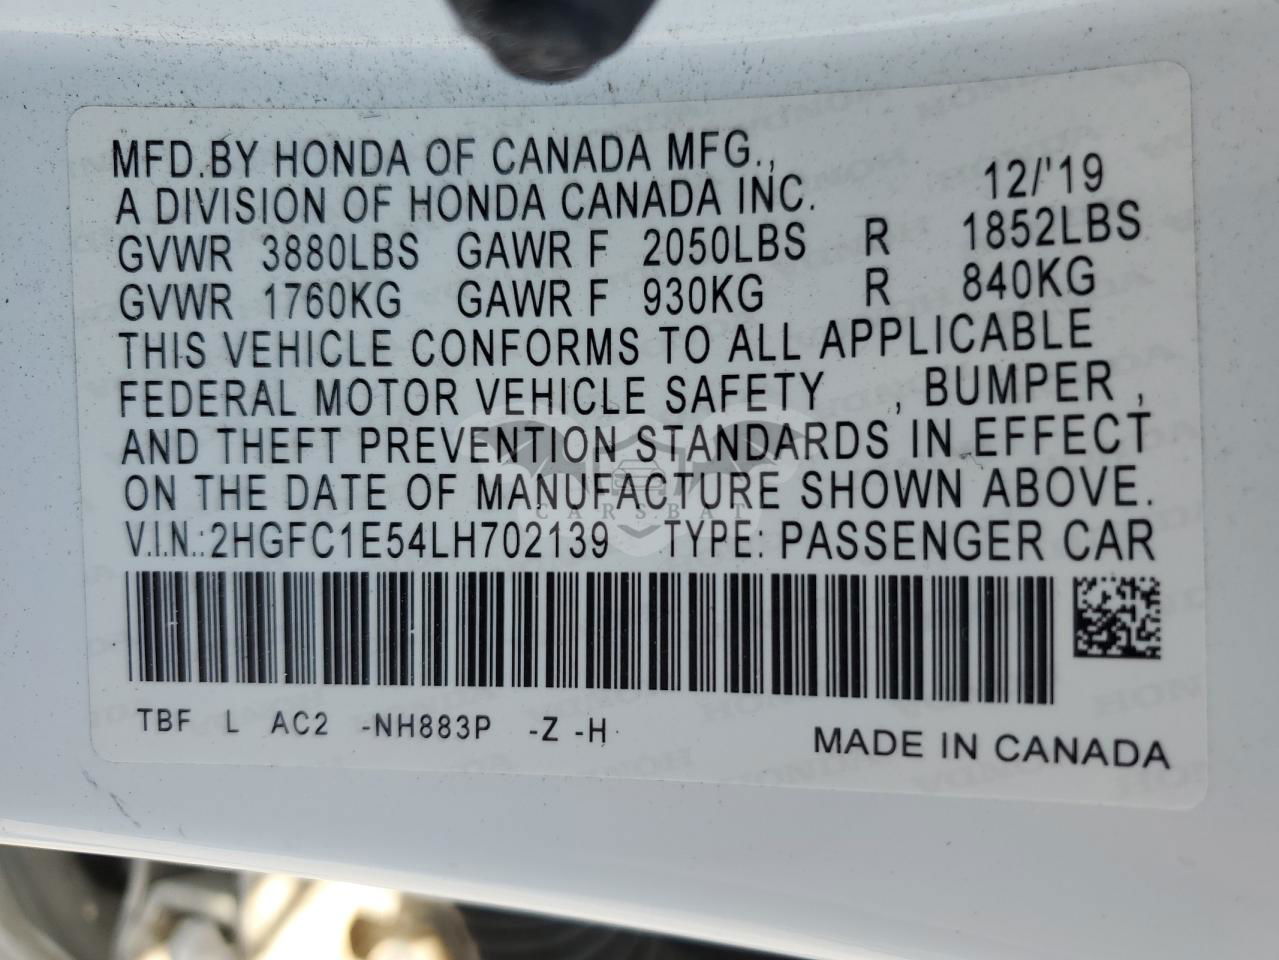 MFD.BY HONDA OF CANADA MFG.,
A DIVISION OF HONDA CANADA INC. 12/'19
GVWR 3880LBS GAWR F 2050LBS R 1852LBS
GVWR 1760KG GAWR F 930KG R 840KG
THIS VEHICLE CONFORMS TO ALL APPLICABLE
FEDERAL MOTOR VEHICLE SAFETY , BUMPER ,
AND THEFT PREVENTION STANDARDS IN EFFECT
ON THE DATE OF MANUFACTURE SHOWN ABOVE.
CARSBAT
V.I.N.:2HGFC1E54LH702139 TYPE: PASSENGER CAR
TBF L AC2 -NH883P -Z -H
MADE IN CANADA